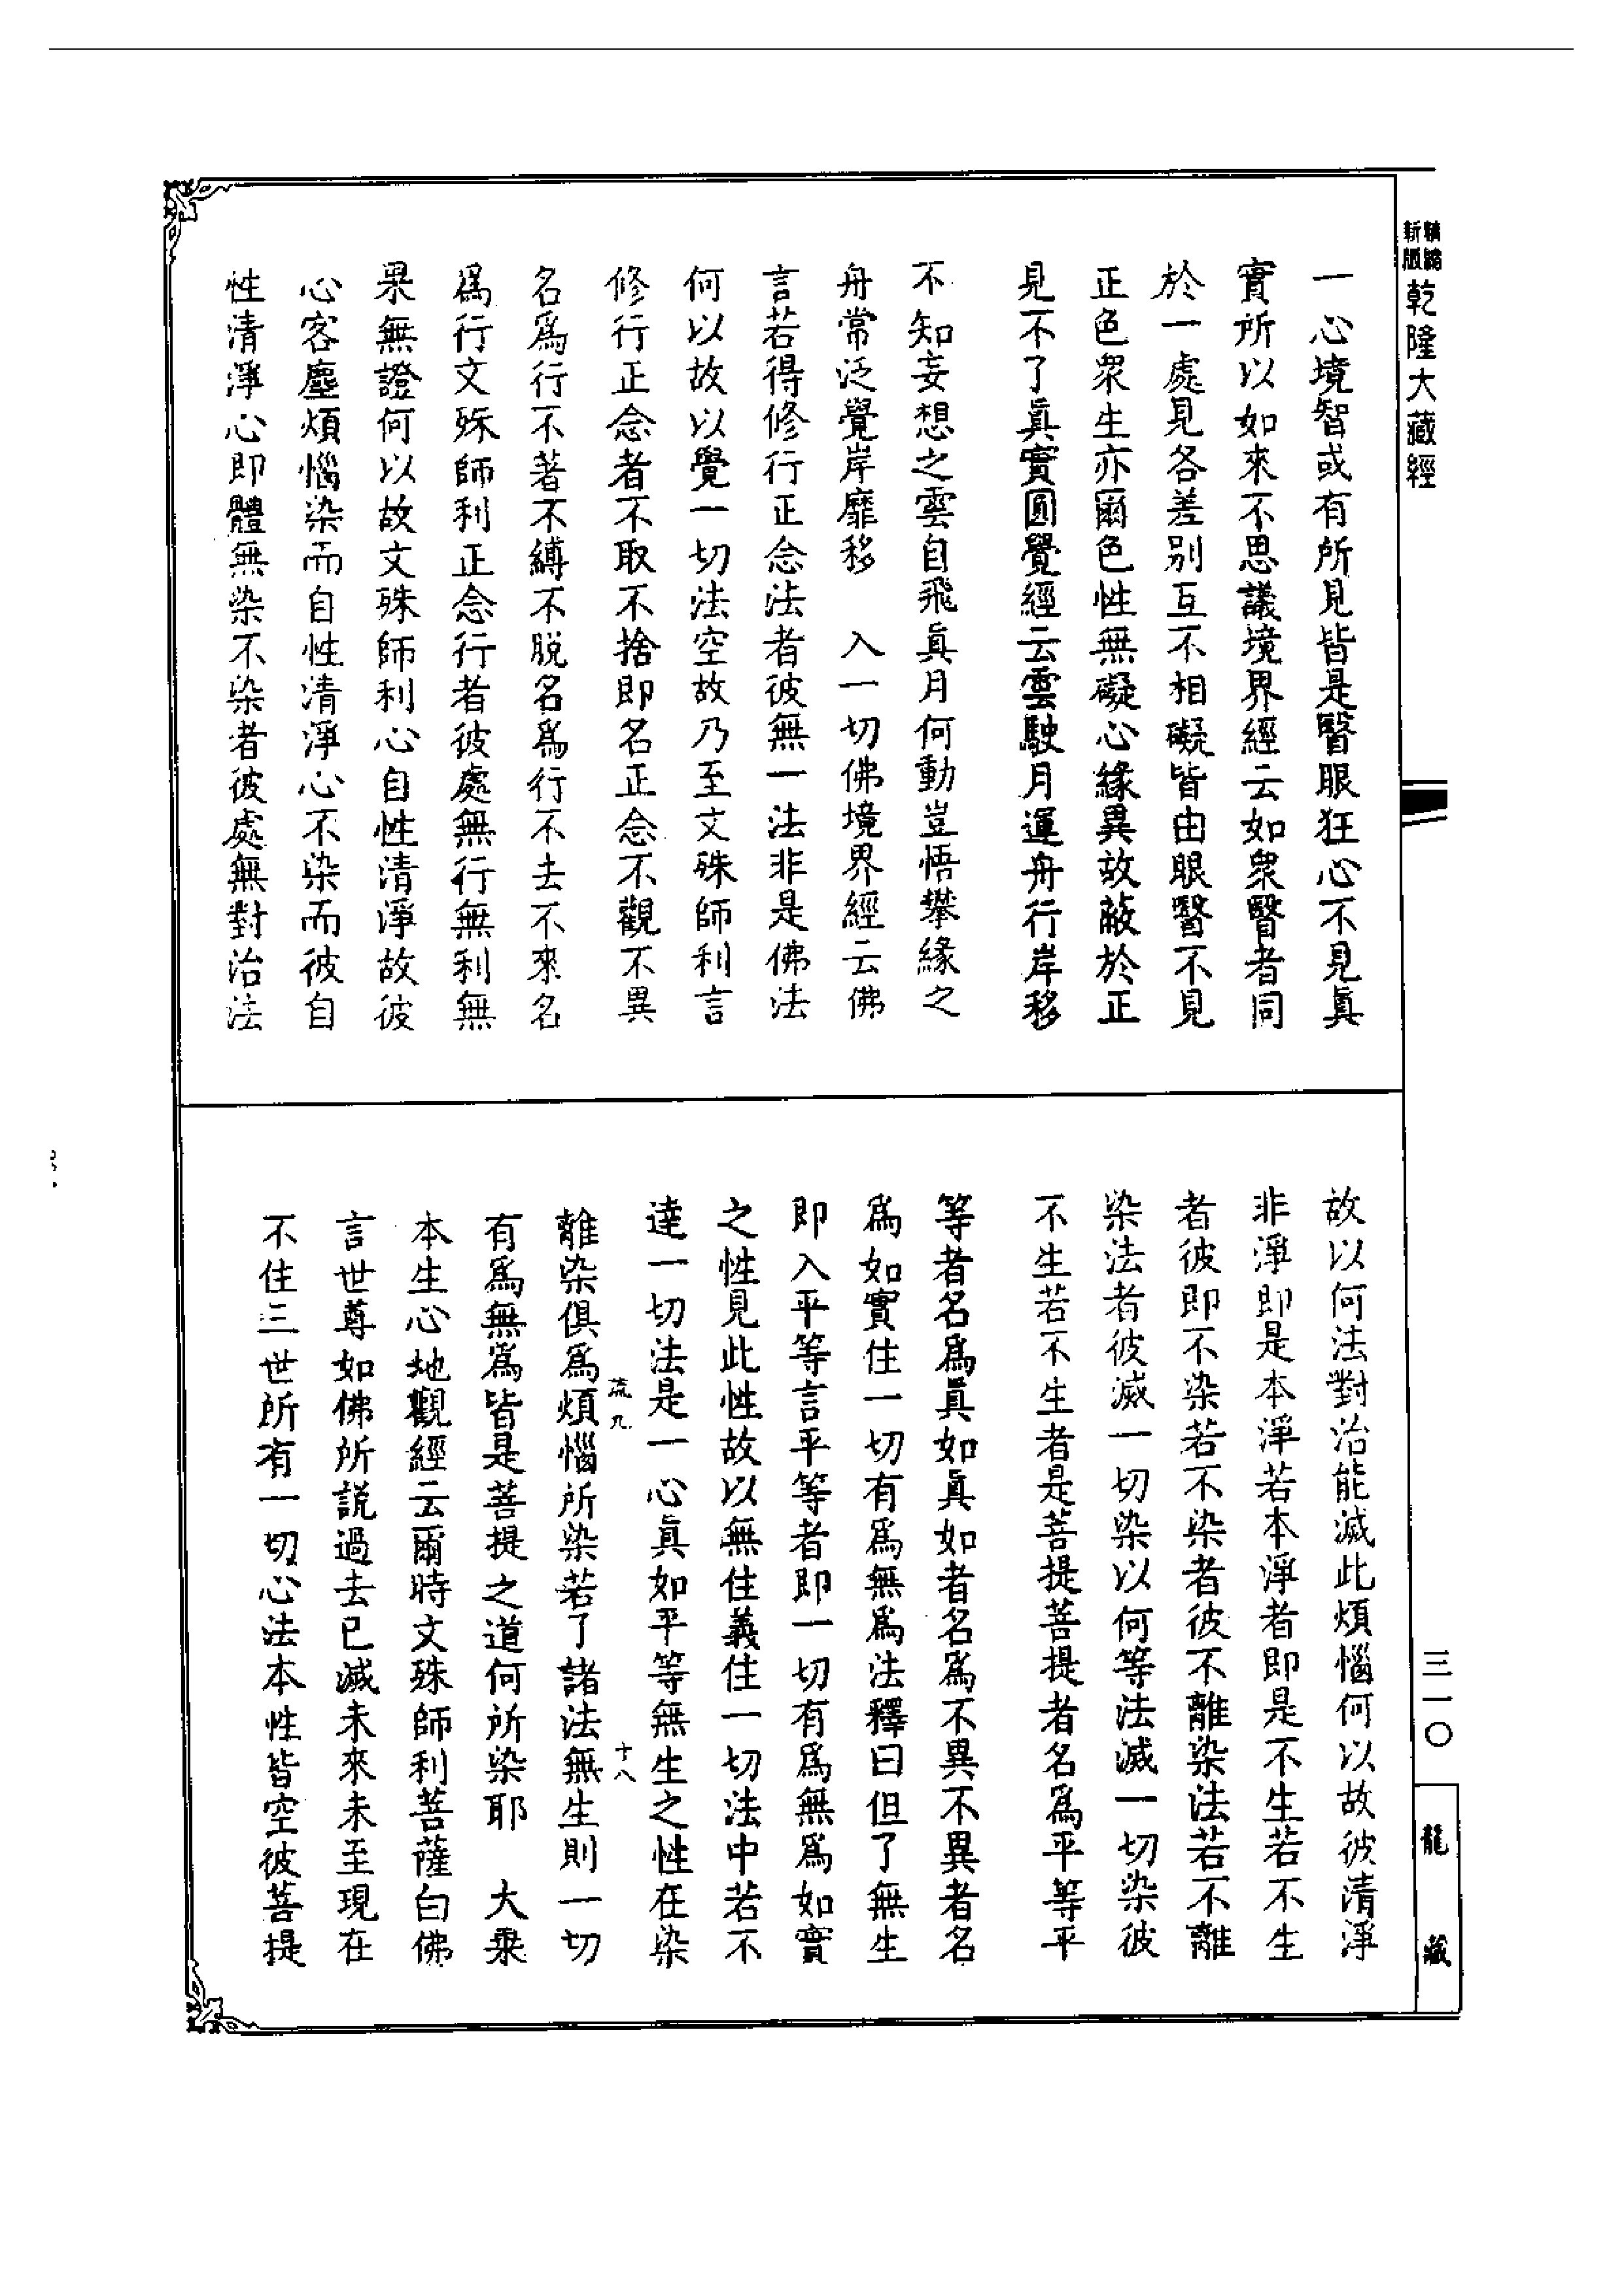 精縮
新版
乾隆大藏經
一心境智或有所見皆是瞖眼狂心不見眞
實所以如來不思議境界經云如衆瞖者同
於一處見各差別互不相礙皆由眼瞖不見
正色衆生亦爾色性無礙心緣異故蔽於正
見不了眞實圓覺經云雲駛月運舟行岸移
不知妄想之雲自飛眞月何動豈悟攀緣之
舟常泛覺岸靡移　入一切佛境界經云佛
言若得修行正念法者彼無一法非是佛法
何以故以覺一切法空故乃至文殊師利言
修行正念者不取不捨即名正念不觀不異
名爲行不著不縛不脱名爲行不去不來名
爲行文殊師利正念行者彼處無行無利無
果無證何以故文殊師利心自性清淨故彼
心客塵煩惱染而自性清淨心不染而彼自
性清淨心即體無染不染者彼處無對治法
故以何法對治能滅此煩惱何以故彼清淨
非淨即是本淨若本淨者即是不生若不生
者彼即不染若不染者彼不離染法若不離
染法者彼滅一切染以何等法滅一切染彼
不生若不生者是菩提菩提者名爲平等平
等者名爲眞如眞如者名爲不異不異者名
爲如實住一切有爲無爲法釋曰但了無生
即入平等言平等者即一切有爲無爲如實
之性見此性故以無住義住一切法中若不
達一切法是一心眞如平等無生之性在染
離染俱爲煩惱所染若了諸法無生則一切
有爲無爲皆是菩提之道何所染耶　大乘
本生心地觀經云爾時文殊師利菩薩白佛
言世尊如佛所説過去已滅未來未至現在
不住三世所有一切心法本性皆空彼菩提
十八
三一〇
龍藏